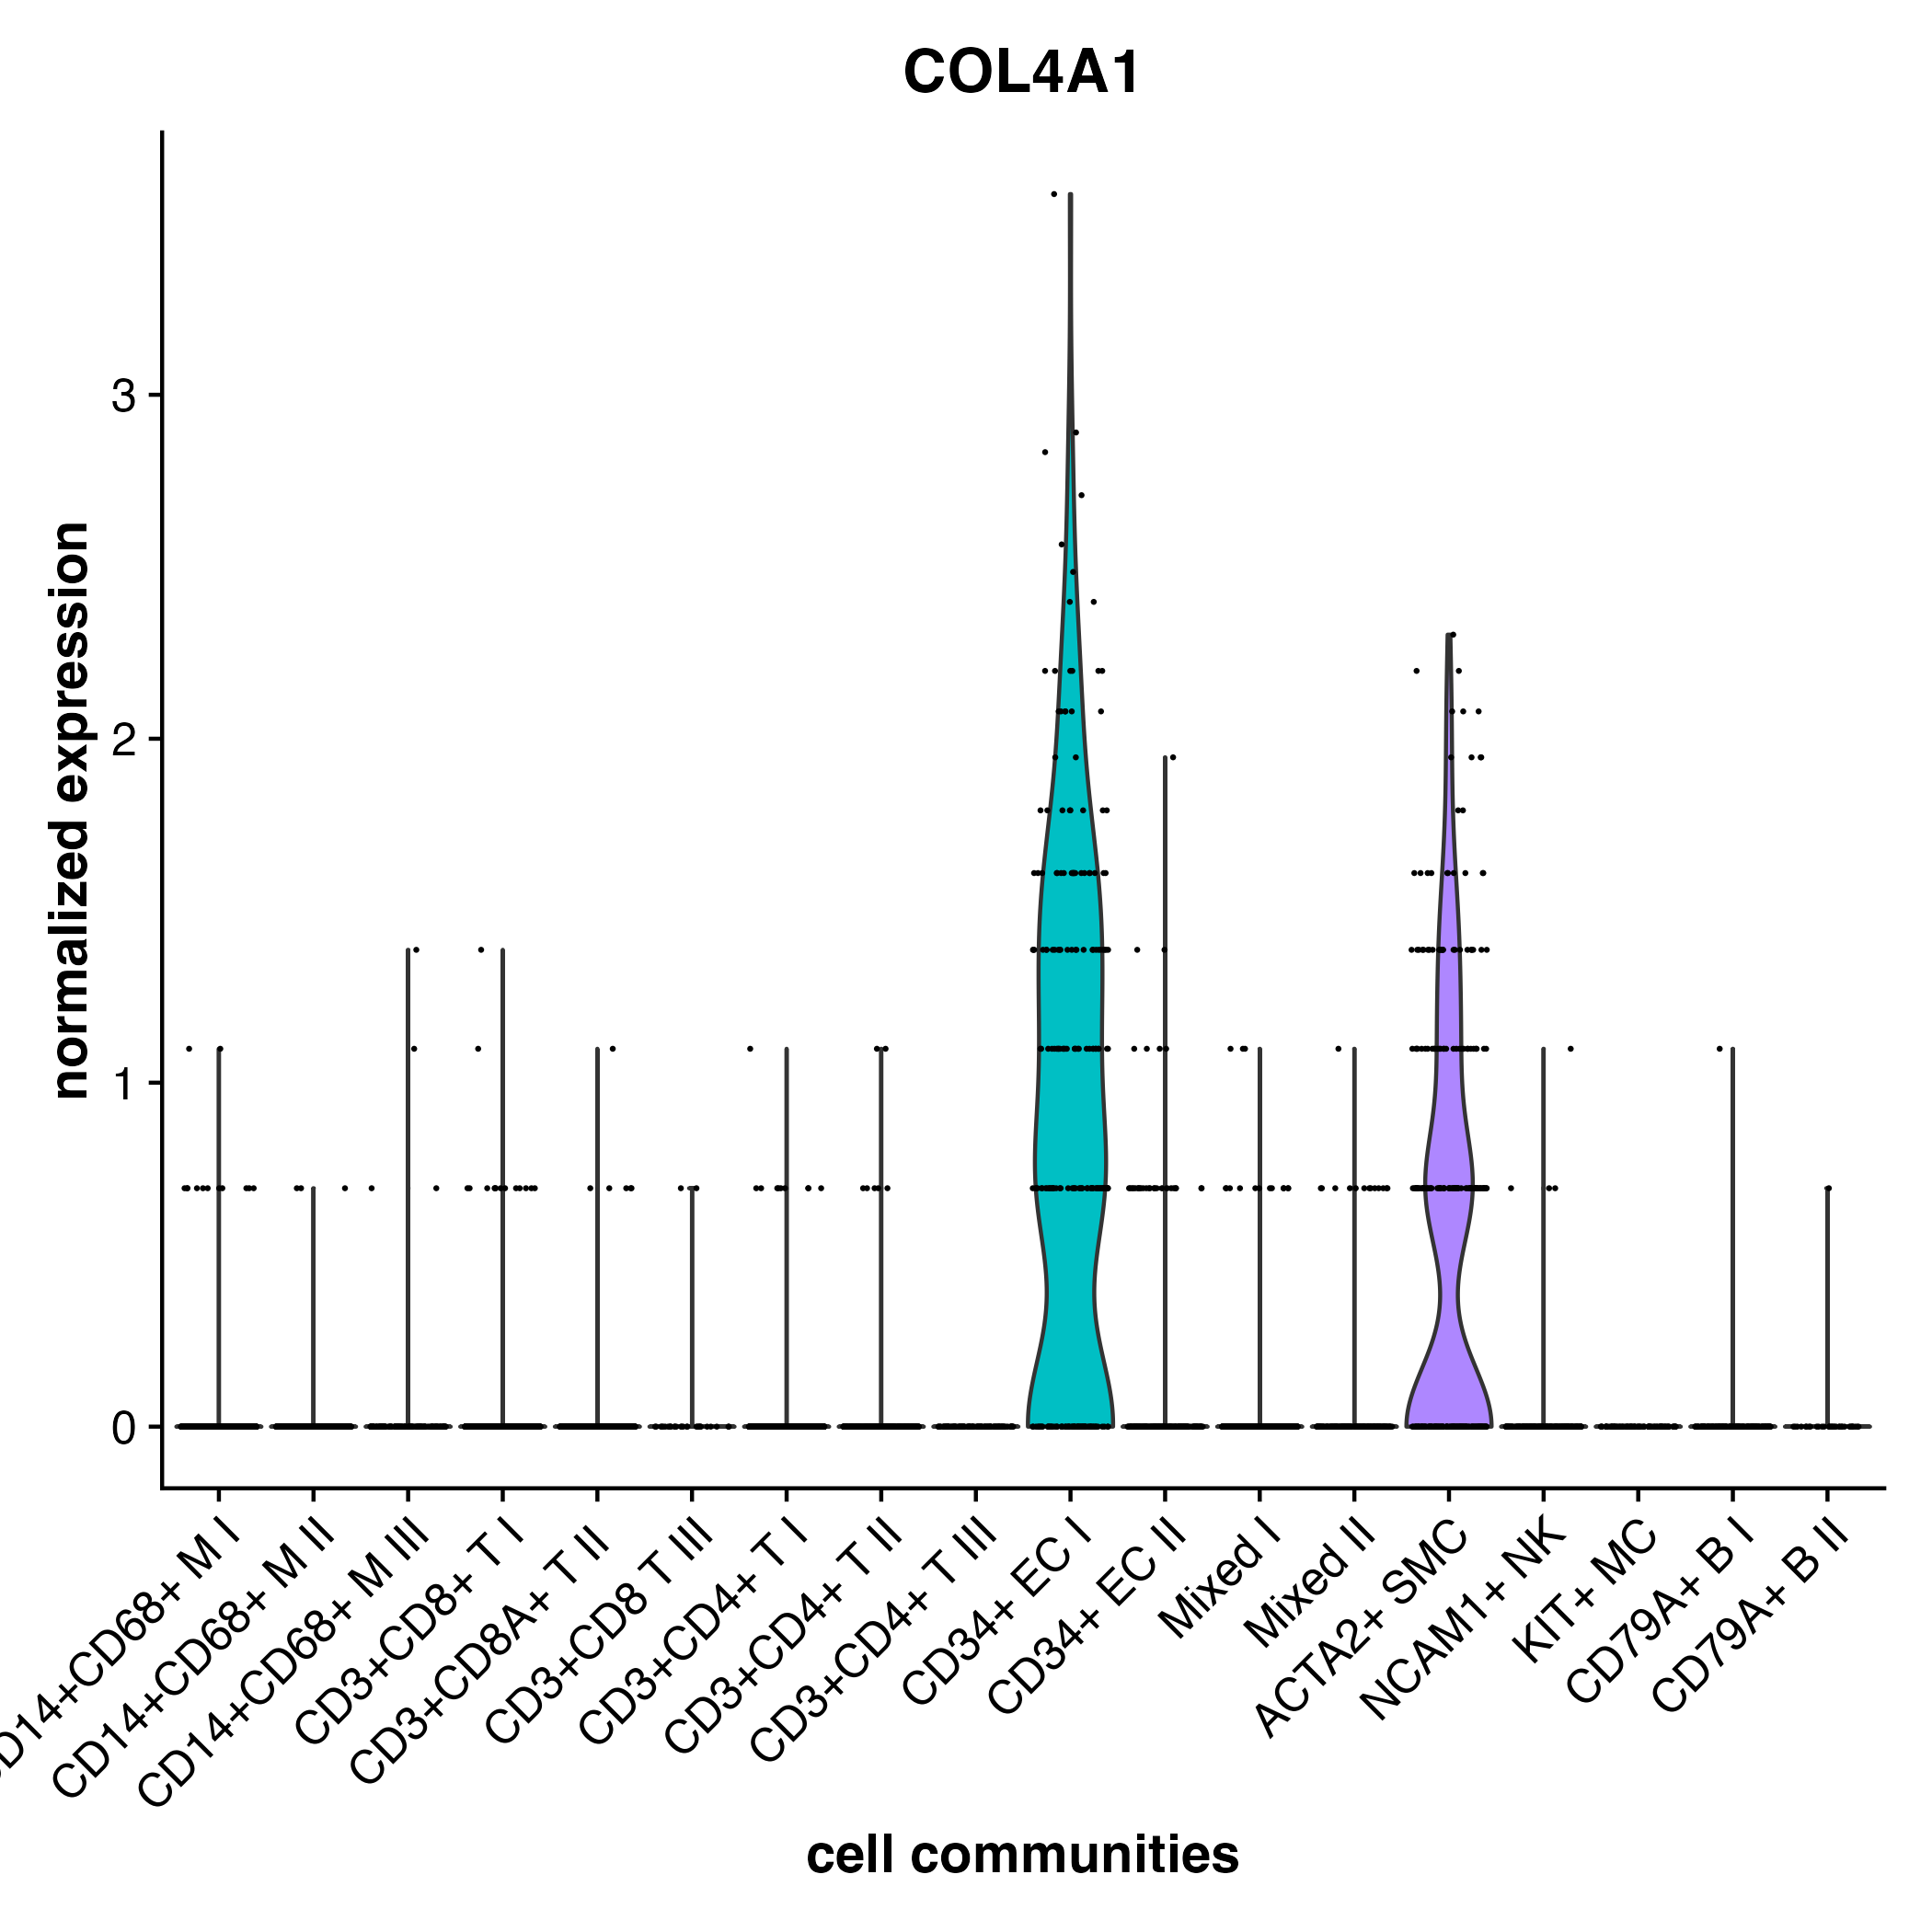 COL4A1
normalized expression
3
2
1
0
D14+CD68+ M I
CD14+CD68+ M II
CD14+CD68+ M III
CD3+CD8+ T I
CD3+CD8A+ T II
CD3+CD8 T III
CD3+CD4+ T I
CD3+CD4+ T II
CD3+CD4+ T III
CD34+ EC I
CD34+ EC II
Mixed I
Mixed II
ACTA2+ SMC
NCAM1+ NK
KIT+ MC
CD79A+ B I
CD79A+ B II
cell communities